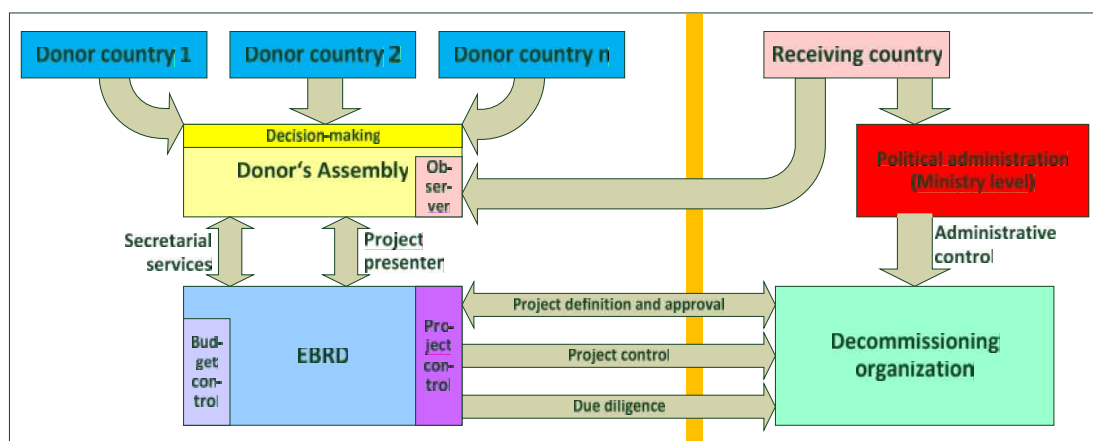 Donor country 1
Donor country 2
Donor country n
Receiving country
Decision-making
Donor‘s Assembly
Ob-
ser-
ver
Political administration
(Ministry level)
Secretarial
services
Project
presenter
Administrative
control
Bud-
get
con-
trol
EBRD
Pro-
ject
con-
trol
Project definition and approval
Project control
Due diligence
Decommissioning
organization